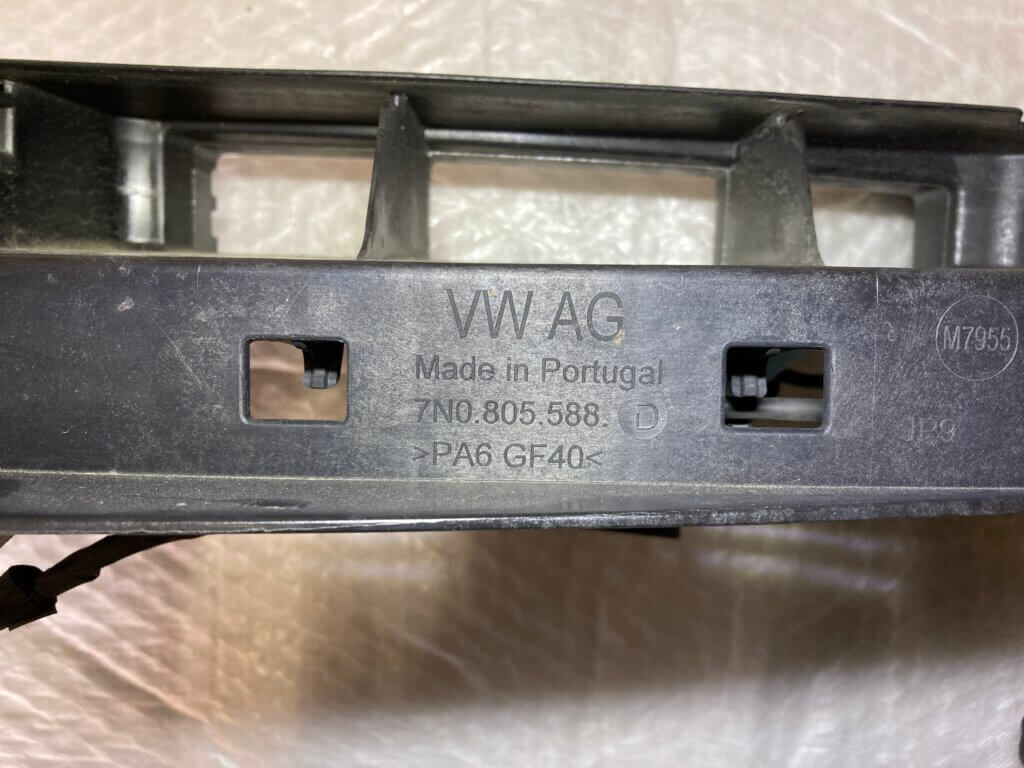 VW AG
Made in Portugal
7N0.805.588. D
>PA6 GF40<
M7955